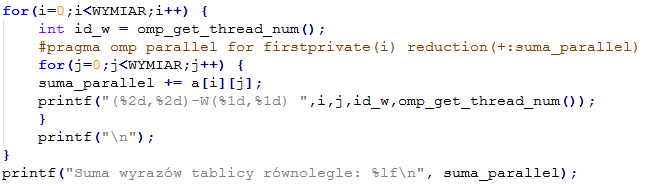 for(i=0;i<WYMIAR;i++) {
int id_w = omp_get_thread_num();
#pragma omp parallel for firstprivate(i) reduction(+:suma_parallel)
for(j=0;j<WYMIAR;j++) {
suma_parallel += a[i][j];
printf("(%2d,%2d)-W(%1d,%1d) ",i,j,id_w,omp_get_thread_num());
}
printf("\n");
}
printf("Suma wyrazów tablicy równolegle: %lf\n", suma_parallel);